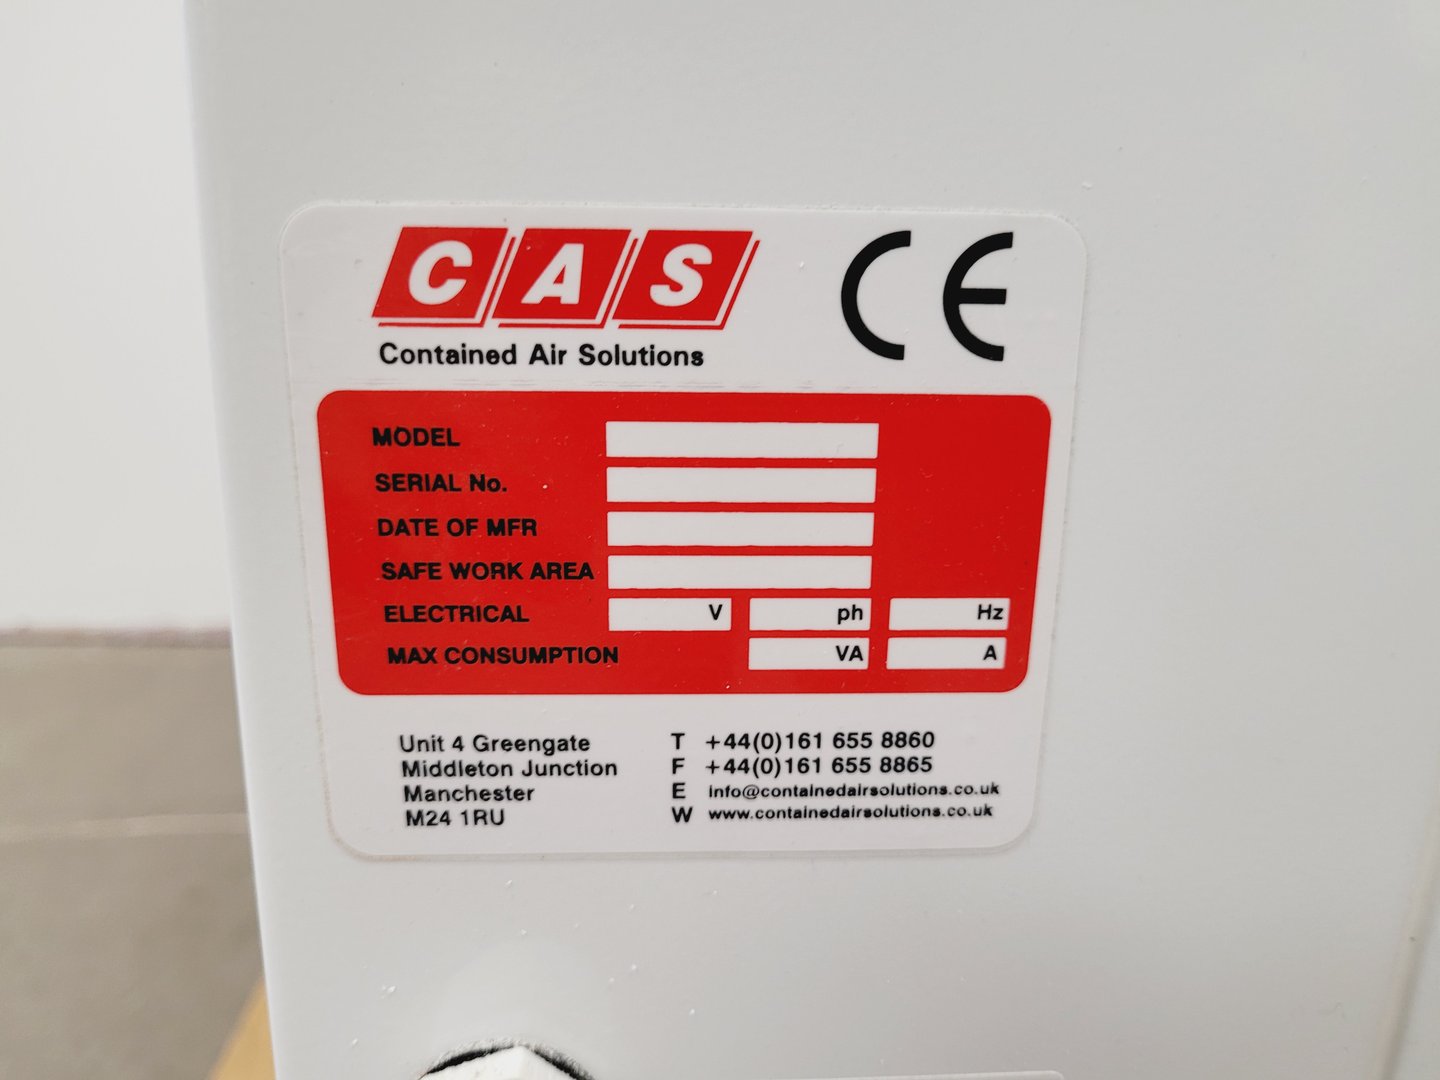 CAS CE
Contained Air Solutions
MODEL
SERIAL No.
DATE OF MFR
SAFE WORK AREA
ELECTRICAL V ph Hz
MAX CONSUMPTION VA A
Unit 4 Greengate
Middleton Junction
Manchester
M24 1RU
T +44(0)161 655 8860
F +44(0)161 655 8865
E info@containedairsolutions.co.uk
W www.containedairsolutions.co.uk